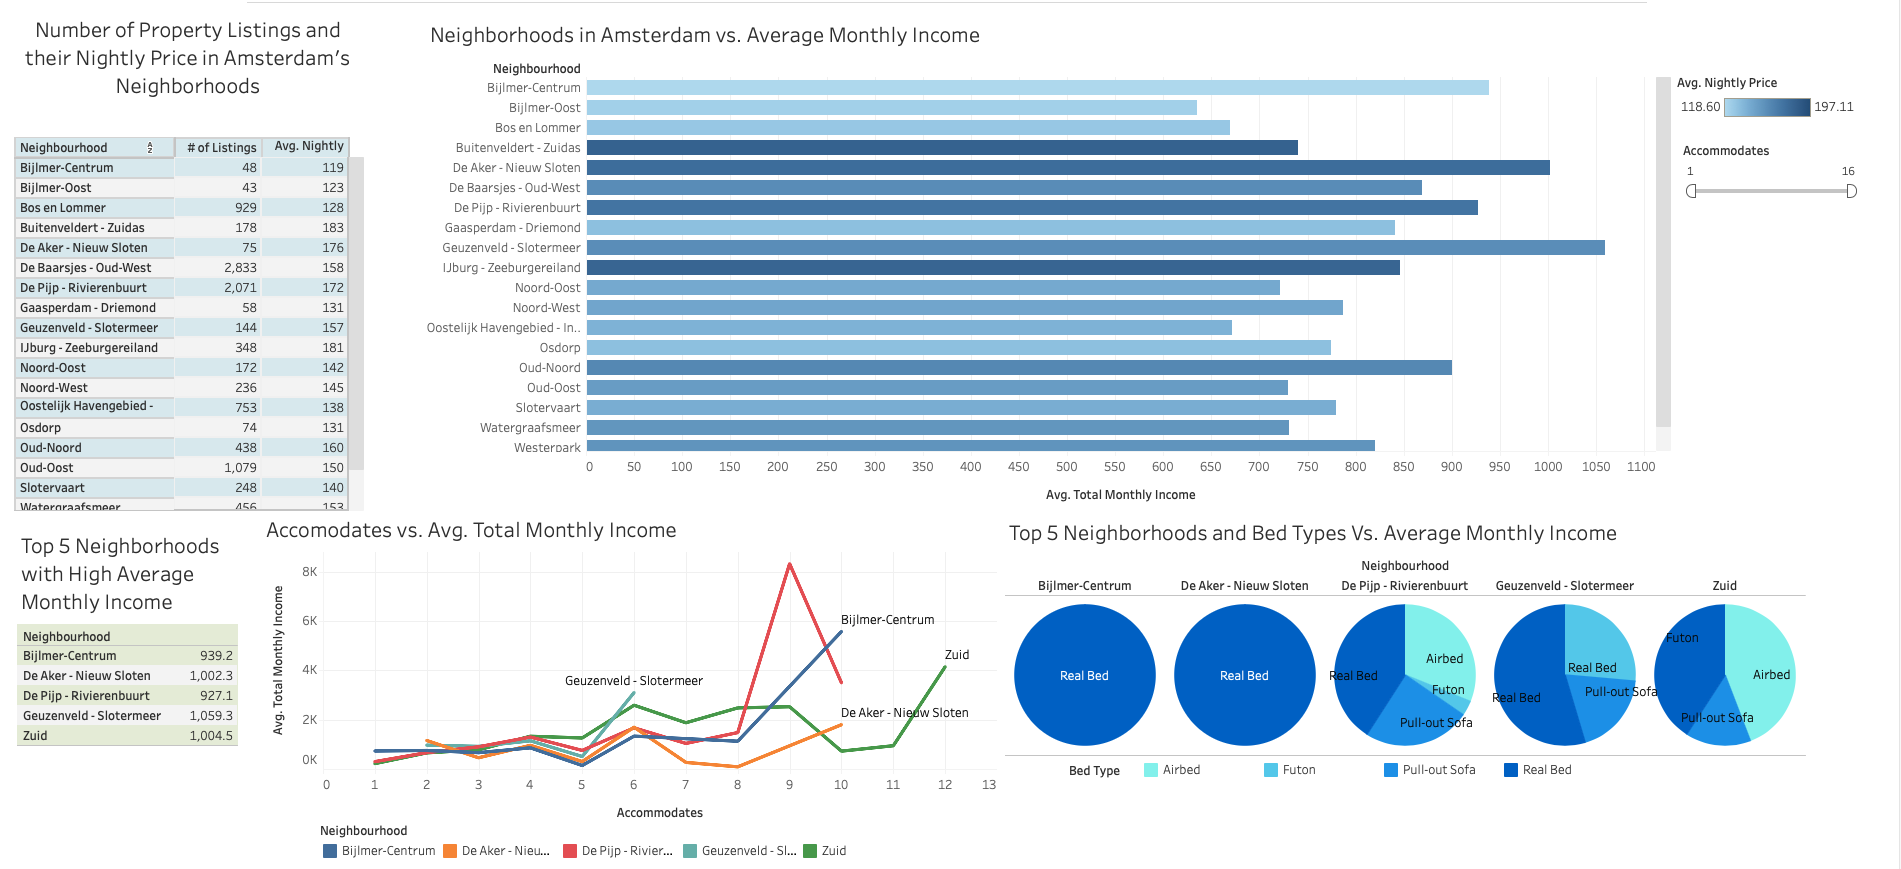 Number of Property Listings and
their Nightly Price in Amsterdam's
Neighborhoods
Neighbourhood # of Listings Avg. Nightly
Bijlmer-Centrum 48 119
Bijlmer-Oost 43 123
Bos en Lommer 929 128
Buitenveldert - Zuidas 178 183
De Aker - Nieuw Sloten 75 176
De Baarsjes - Oud-West 2,833 158
De Pijp - Rivierenbuurt 2,071 172
Gaasperdam - Driemond 58 131
Geuzenveld - Slotermeer 144 157
IJburg - Zeeburgereiland 348 181
Noord-Oost 172 142
Noord-West 236 145
Oostelijk Havengebied - 753 138
Osdorp 74 131
Oud-Noord 438 160
Oud-Oost 1,079 150
Slotervaart 248 140
Watergraafsmeer 456 153
Neighborhoods in Amsterdam vs. Average Monthly Income
Neighbourhood
Bijlmer-Centrum
Bijlmer-Oost
Bos en Lommer
Buitenveldert - Zuidas
De Aker - Nieuw Sloten
De Baarsjes - Oud-West
De Pijp - Rivierenbuurt
Gaasperdam - Driemond
Geuzenveld - Slotermeer
IJburg - Zeeburgereiland
Noord-Oost
Noord-West
Oostelijk Havengebied - In..
Osdorp
Oud-Noord
Oud-Oost
Slotervaart
Watergraafsmeer
Westerpark
0 50 100 150 200 250 300 350 400 450 500 550 600 650 700 750 800 850 900 950 1000 1050 1100
Avg. Total Monthly Income
Avg. Nightly Price
118.60 197.11
Accommodates
1 16
Top 5 Neighborhoods
with High Average
Monthly Income
Neighbourhood
Bijlmer-Centrum 939.2
De Aker - Nieuw Sloten 1,002.3
De Pijp - Rivierenbuurt 927.1
Geuzenveld - Slotermeer 1,059.3
Zuid 1,004.5
Accomodates vs. Avg. Total Monthly Income
Avg. Total Monthly Income
8K
6K
4K
2K
0K
Bijlmer-Centrum
Zuid
Geuzenveld - Slotermeer
De Aker - Nieuw Sloten
0 1 2 3 4 5 6 7 8 9 10 11 12 13
Accommodates
Neighbourhood
Bijlmer-Centrum De Aker - Nieu... De Pijp - Rivier... Geuzenveld - Sl... Zuid
Top 5 Neighborhoods and Bed Types Vs. Average Monthly Income
Neighbourhood
Bijlmer-Centrum De Aker - Nieuw Sloten De Pijp - Rivierenbuurt Geuzenveld - Slotermeer Zuid
Real Bed
Real Bed
Real Bed
Airbed
Futon
Pull-out Sofa
Real Bed
Real Bed
Pull-out Sofa
Futon
Airbed
Pull-out Sofa
Bed Type Airbed Futon Pull-out Sofa Real Bed